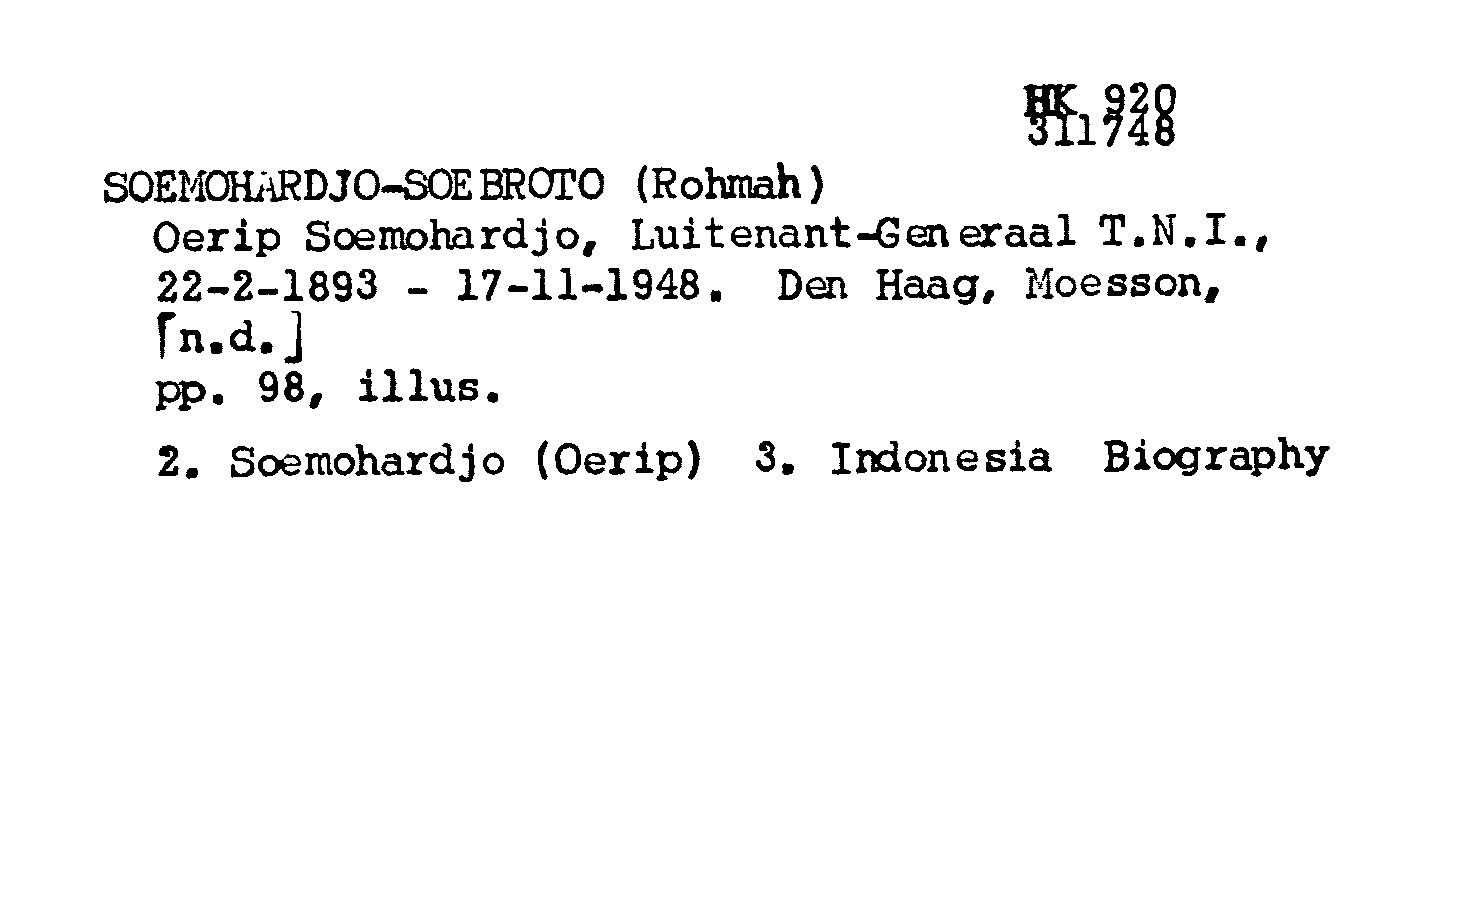 HK 920
311748
SOEMOHARDJO-SOEBROTO (Rohmah)
Oerip Soemohardjo, Luitenant-Generaal T.N.I.,
22-2-1893 - 17-11-1948. Den Haag, Moesson,
[n.d.]
pp. 98, illus.
2. Soemohardjo (Oerip) 3. Indonesia Biography